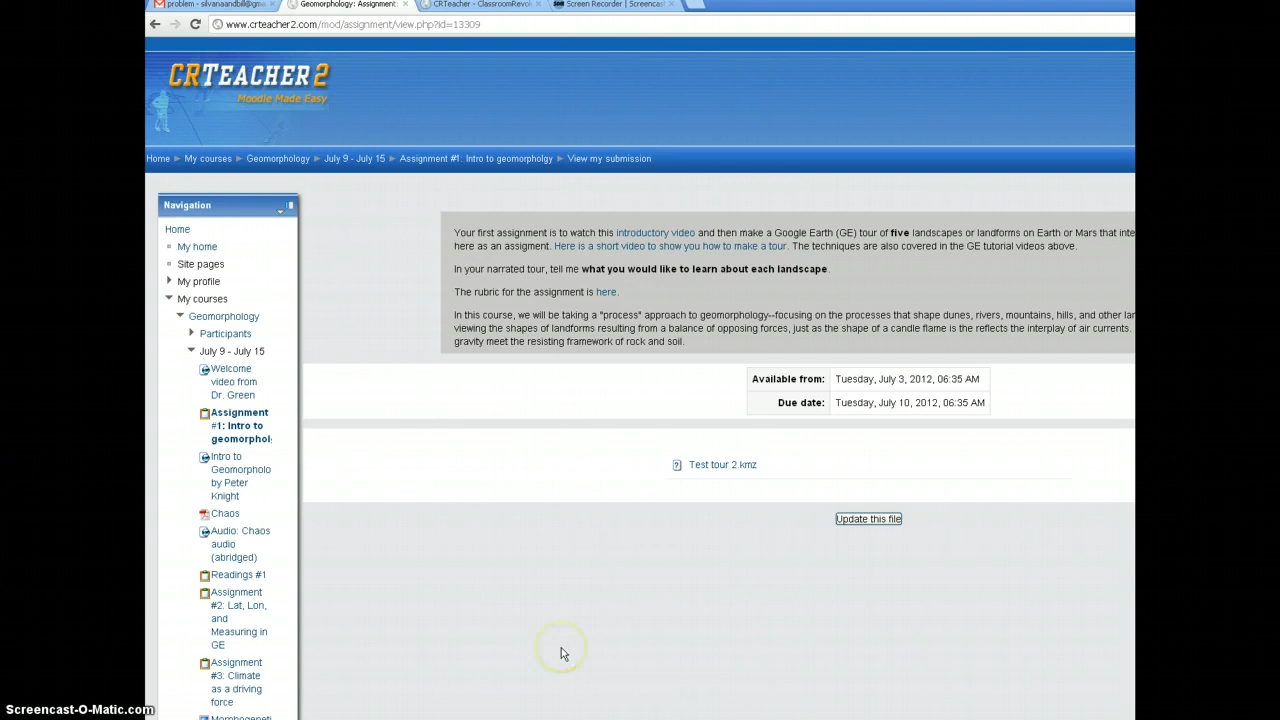 problem - silvanaandbill@gma
Geomorphology: Assignment:
CRTeacher - ClassroomRevol
Screen Recorder | Screencast
www.crteacher2.com/mod/assignment/view.php?id=13309
CRTEACHER 2
Moodle Made Easy
Home ► My courses ► Geomorphology ► July 9 - July 15 ► Assignment #1: Intro to geomorpholgy ► View my submission
Navigation
Home
My home
Site pages
My profile
My courses
Geomorphology
Participants
July 9 - July 15
Welcome
video from
Dr. Green
Assignment
#1: Intro to
geomorphol
Intro to
Geomorpholo
by Peter
Knight
Chaos
Audio: Chaos
audio
(abridged)
Readings #1
Assignment
#2: Lat, Lon,
and
Measuring in
GE
Assignment
#3: Climate
as a driving
force
Morphogeneti
Your first assignment is to watch this introductory video and then make a Google Earth (GE) tour of five landscapes or landforms on Earth or Mars that inte
here as an assigment. Here is a short video to show you how to make a tour. The techniques are also covered in the GE tutorial videos above.
In your narrated tour, tell me what you would like to learn about each landscape.
The rubric for the assignment is here.
In this course, we will be taking a "process" approach to geomorphology--focusing on the processes that shape dunes, rivers, mountains, hills, and other lan
viewing the shapes of landforms resulting from a balance of opposing forces, just as the shape of a candle flame is the reflects the interplay of air currents.
gravity meet the resisting framework of rock and soil.
Available from: Tuesday, July 3, 2012, 06:35 AM
Due date: Tuesday, July 10, 2012, 06:35 AM
Test tour 2.kmz
Update this file
Screencast-O-Matic.com